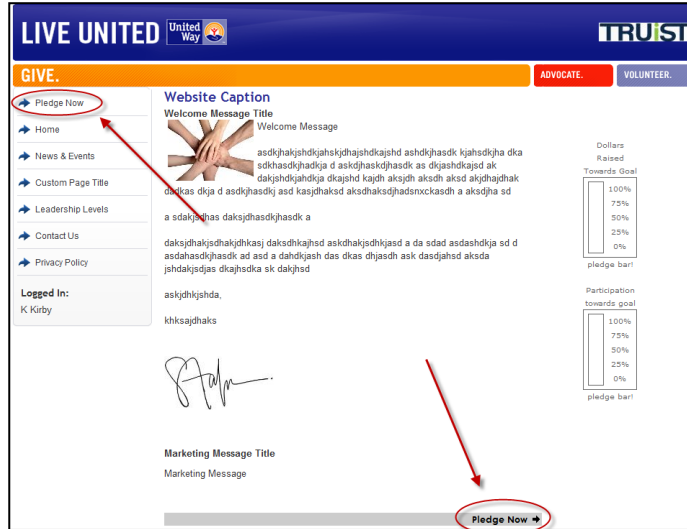 LIVE UNITED
United
Way
TRUiST
GIVE.
ADVOCATE.
VOLUNTEER.
Pledge Now
Home
News & Events
Custom Page Title
Leadership Levels
Contact Us
Privacy Policy
Logged In:
K Kirby
Website Caption
Welcome Message Title
Welcome Message
asdkjhakjshdkjahskjdhajshdkajshd ashdkjhasdk kjahsdkjha dka
sdkhasdkjhadkja d askdjhaskdjhasdk as dkjashdkajsd ak
dakjshdkjahdkja dkajshd kajdh aksjdh aksdh aksd akjdhajdhak
dadkas dkja d asdkjhasdkj asd kasjdhaksd aksdhaksdjhadsnxckasdh a aksdjha sd
a sdakjsdhas daksjdhasdkjhasdk a
daksjdhakjsdhakjdhkasj daksdhkajhsd askdhakjsdhkjasd a da sdad asdashdkja sd d
asdahasdkjhasdk ad asd a dahdkjash das dkas dhjasdh ask dasdjahsd aksda
jshdakjsdjas dkajhsdka sk dakjhsd
askjdhkjshda,
khksajdhaks
Marketing Message Title
Marketing Message
Pledge Now
Dollars
Raised
Towards Goal
100%
75%
50%
25%
0%
pledge bar!
Participation
towards goal
100%
75%
50%
25%
0%
pledge bar!